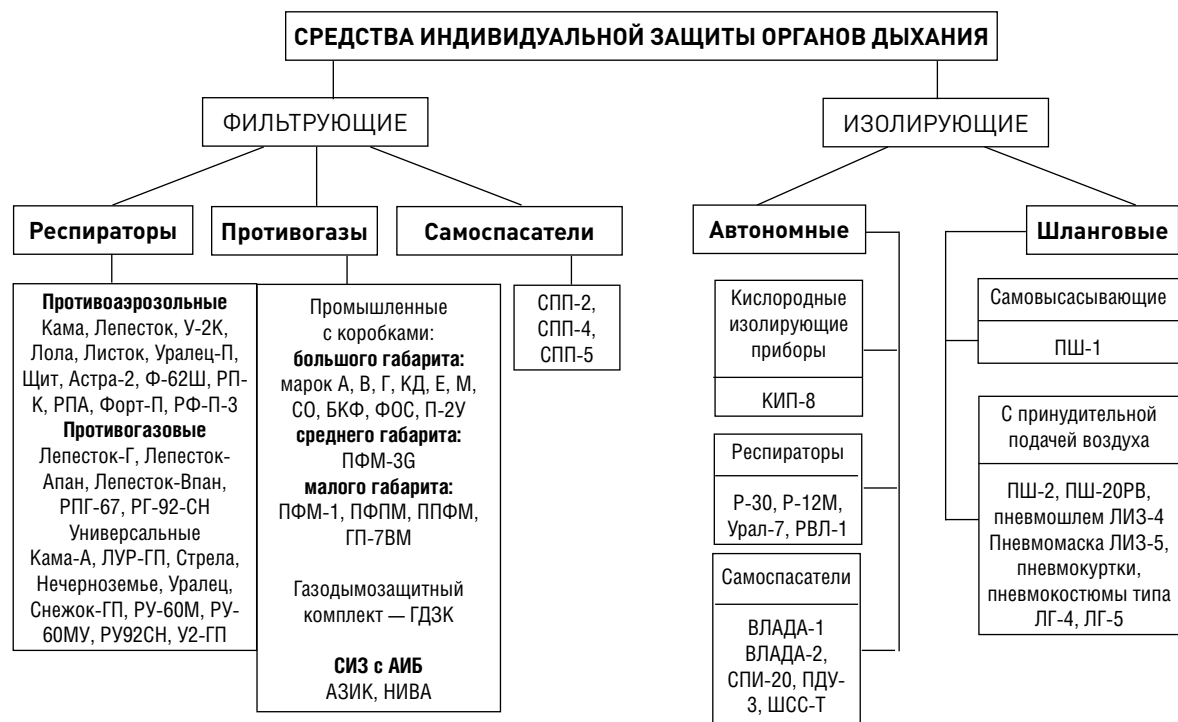 СРЕДСТВА ИНДИВИДУАЛЬНОЙ ЗАЩИТЫ ОРГАНОВ ДЫХАНИЯ
ФИЛЬТРУЮЩИЕ
ИЗОЛИРУЮЩИЕ
Респираторы
Противогазы
Самоспасатели
Автономные
Шланговые
Противоаэрозольные
Кама, Лепесток, У-2К,
Лола, Листок, Уралец-П,
Щит, Астра-2, Ф-62Ш, РП-
К, РПА, Форт-П, РФ-П-3
Противогазовые
Лепесток-Г, Лепесток-
Апан, Лепесток-Впан,
РПГ-67, РГ-92-СН
Универсальные
Кама-А, ЛУР-ГП, Стрела,
Нечерноземье, Уралец,
Снежок-ГП, РУ-60М, РУ-
60МУ, РУ92СН, У2-ГП
Промышленные
с коробками:
большого габарита:
марок А, В, Г, КД, Е, М,
СО, БКФ, ФОС, П-2У
среднего габарита:
ПФМ-3G
малого габарита:
ПФМ-1, ПФПМ, ППФМ,
ГП-7ВМ
Газодымозащитный
комплект — ГДЗК
СИЗ с АИБ
АЗИК, НИВА
СПП-2,
СПП-4,
СПП-5
Кислородные
изолирующие
приборы
КИП-8
Респираторы
Р-30, Р-12М,
Урал-7, РВЛ-1
Самоспасатели
ВЛАДА-1
ВЛАДА-2,
СПИ-20, ПДУ-
3, ШСС-Т
Самовысасывающие
ПШ-1
С принудительной
подачей воздуха
ПШ-2, ПШ-20РВ,
пневмошлем ЛИЗ-4
Пневмомаска ЛИЗ-5,
пневмокуртки,
пневмокостюмы типа
ЛГ-4, ЛГ-5